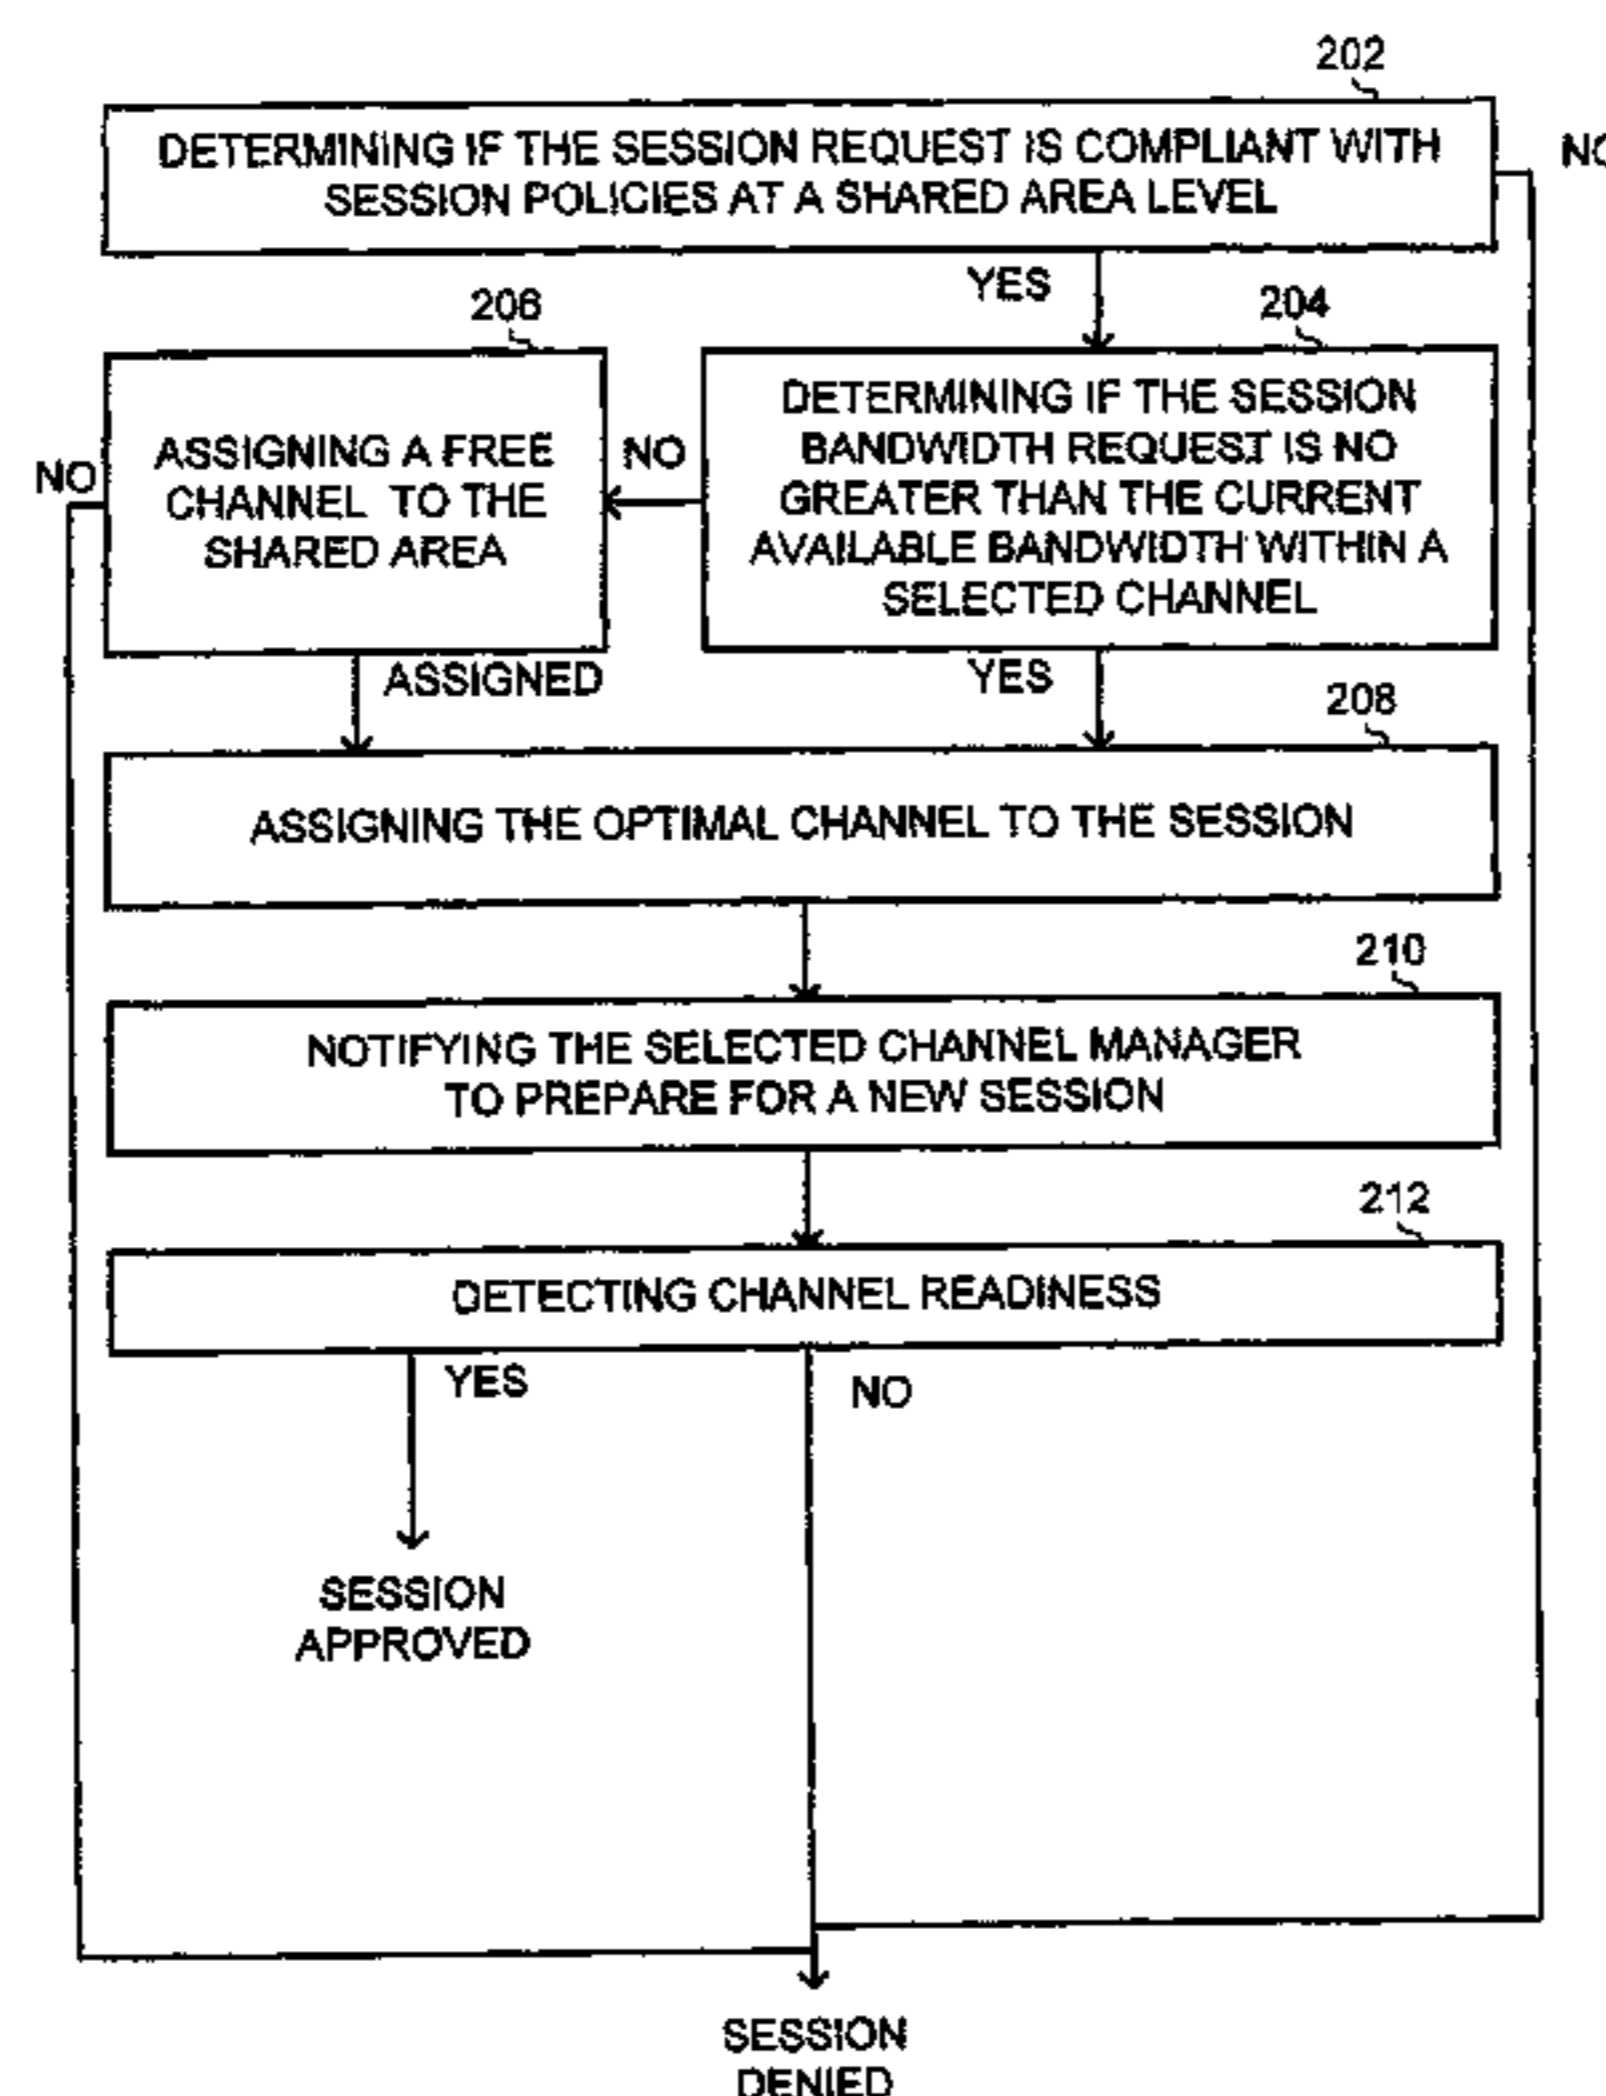 202
DETERMINING IF THE SESSION REQUEST IS COMPLIANT WITH
SESSION POLICIES AT A SHARED AREA LEVEL
NO
YES
206
204
ASSIGNING A FREE
CHANNEL TO THE
SHARED AREA
NO
NO
DETERMINING IF THE SESSION
BANDWIDTH REQUEST IS NO
GREATER THAN THE CURRENT
AVAILABLE BANDWIDTH WITHIN A
SELECTED CHANNEL
ASSIGNED
YES
208
ASSIGNING THE OPTIMAL CHANNEL TO THE SESSION
210
NOTIFYING THE SELECTED CHANNEL MANAGER
TO PREPARE FOR A NEW SESSION
212
DETECTING CHANNEL READINESS
YES
NO
SESSION
APPROVED
SESSION
DENIED